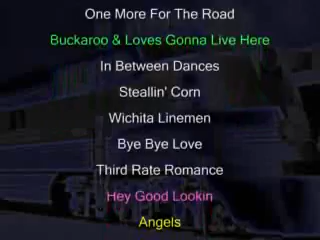 One More For The Road
Buckaroo & Loves Gonna Live Here
In Between Dances
Steallin' Corn
Wichita Linemen
Bye Bye Love
Third Rate Romance
Hey Good Lookin
Angels